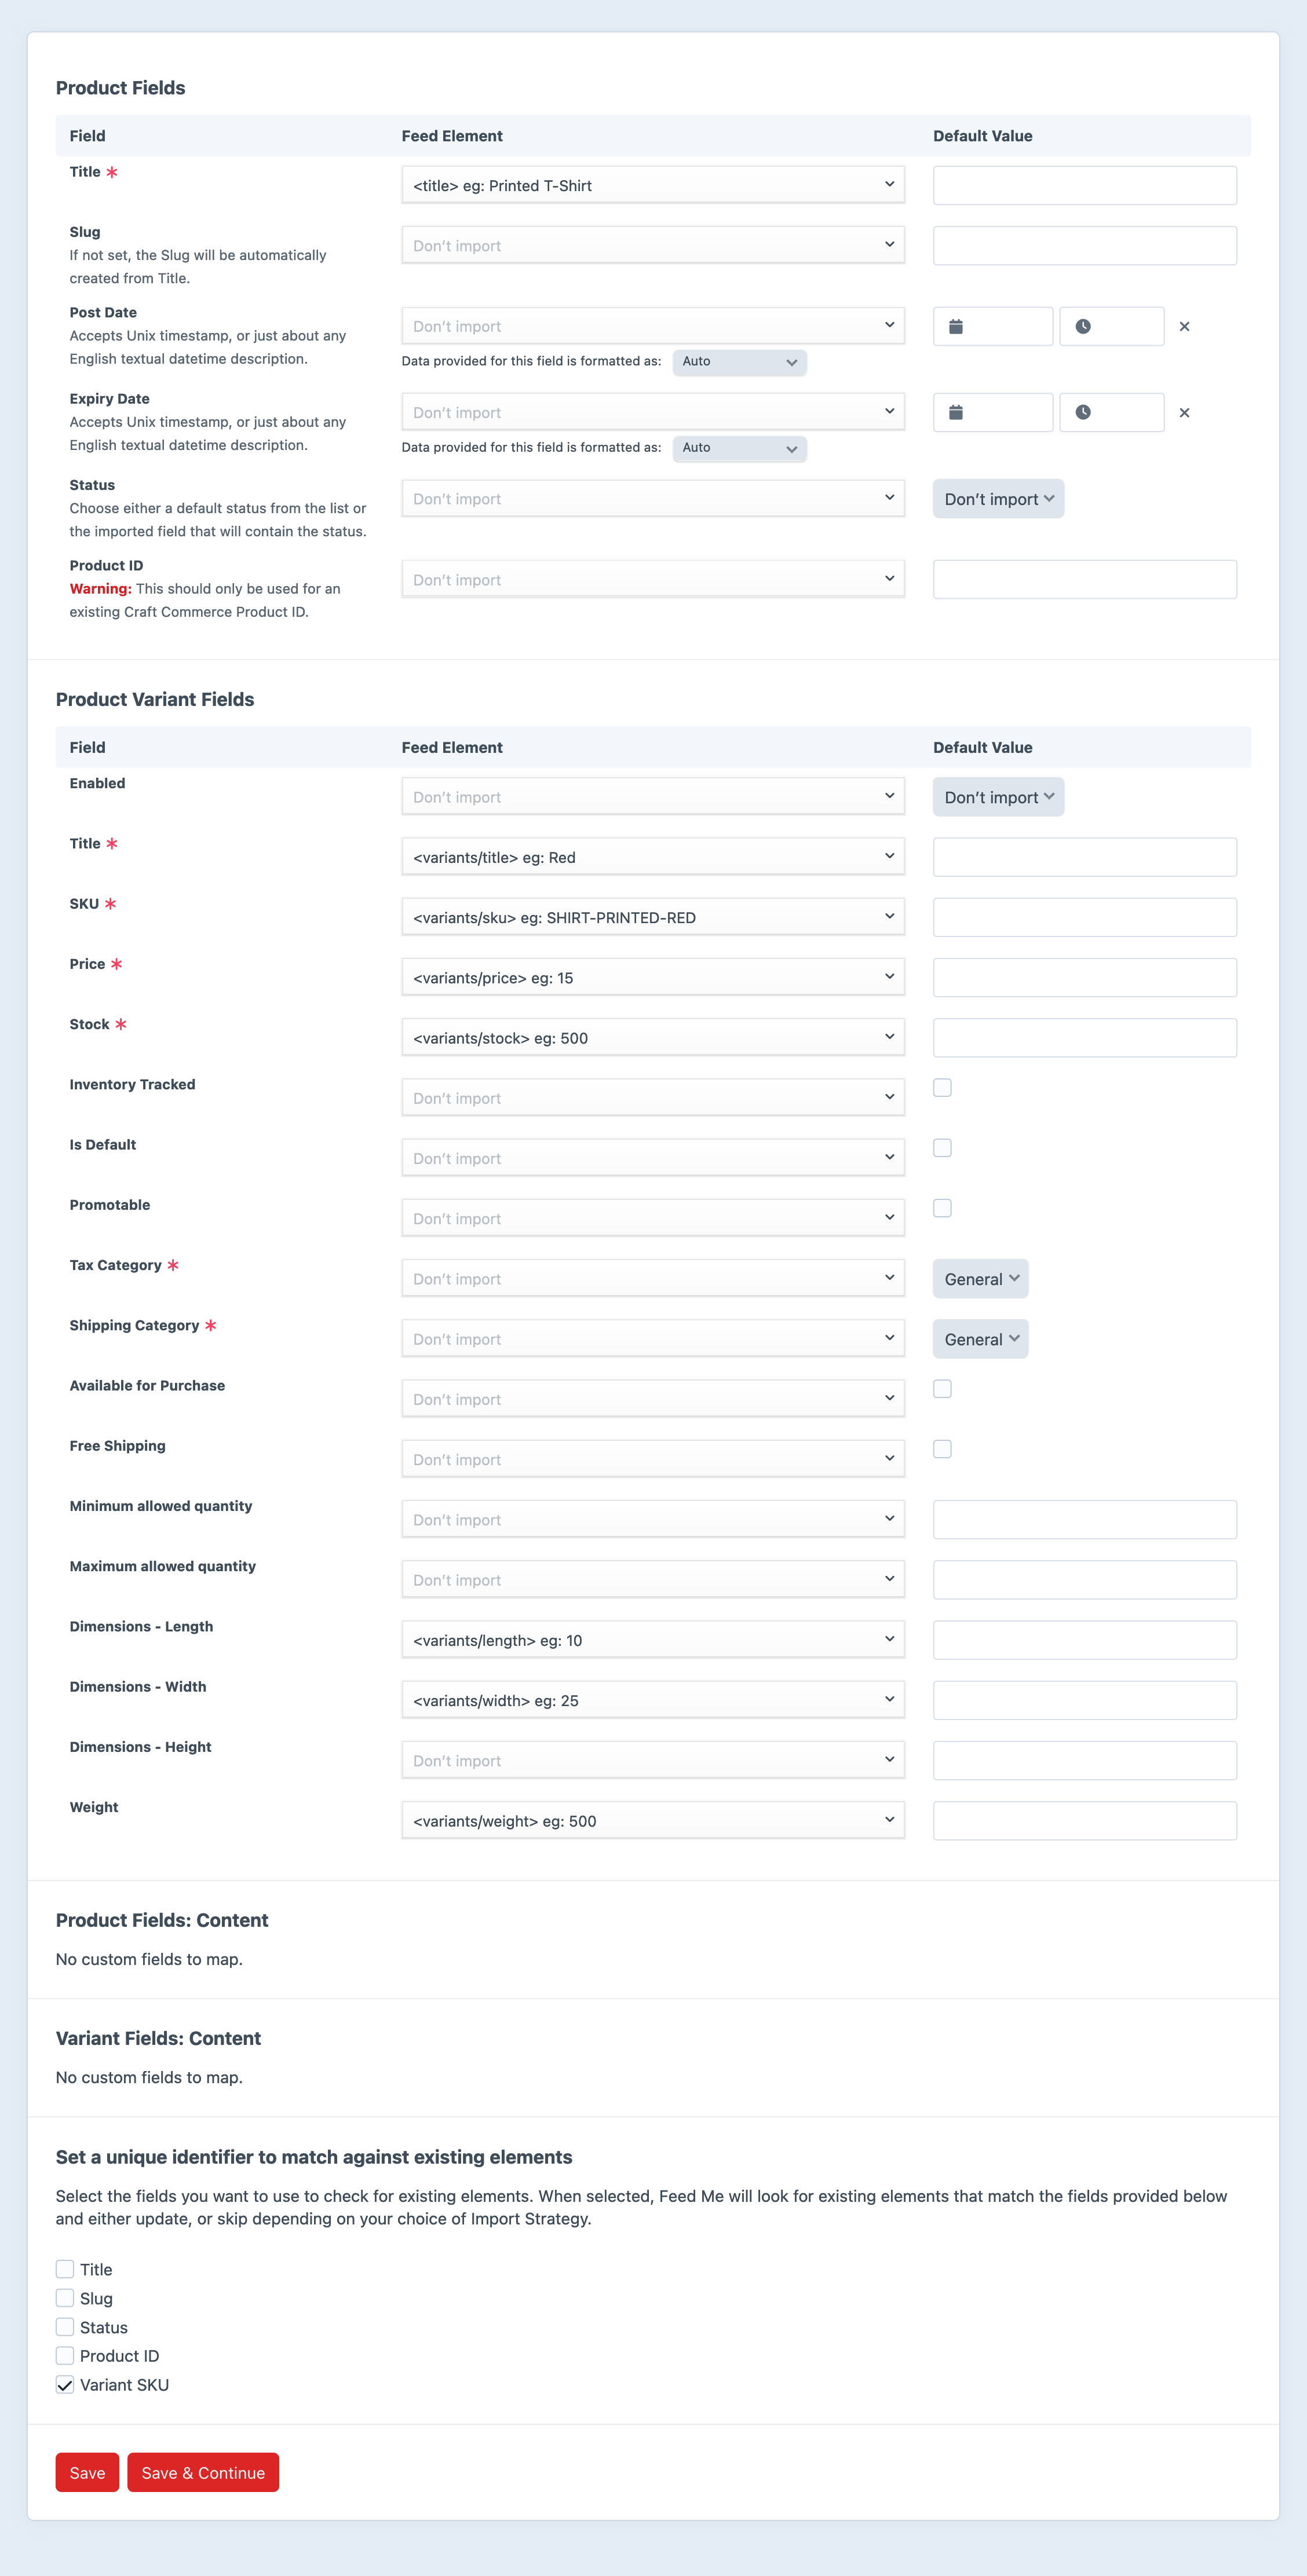 Product Fields
Field Feed Element Default Value
Title * <title> eg: Printed T-Shirt
Slug Don't import
If not set, the Slug will be automatically
created from Title.
Post Date Don't import
Accepts Unix timestamp, or just about any
English textual datetime description.
Data provided for this field is formatted as: Auto
Expiry Date Don't import
Accepts Unix timestamp, or just about any
English textual datetime description.
Data provided for this field is formatted as: Auto
Status Don't import Don't import
Choose either a default status from the list or
the imported field that will contain the status.
Product ID Don't import
Warning: This should only be used for an
existing Craft Commerce Product ID.
Product Variant Fields
Field Feed Element Default Value
Enabled Don't import Don't import
Title * <variants/title> eg: Red
SKU * <variants/sku> eg: SHIRT-PRINTED-RED
Price * <variants/price> eg: 15
Stock * <variants/stock> eg: 500
Inventory Tracked Don't import
Is Default Don't import
Promotable Don't import
Tax Category * Don't import General
Shipping Category * Don't import General
Available for Purchase Don't import
Free Shipping Don't import
Minimum allowed quantity Don't import
Maximum allowed quantity Don't import
Dimensions - Length <variants/length> eg: 10
Dimensions - Width <variants/width> eg: 25
Dimensions - Height Don't import
Weight <variants/weight> eg: 500
Product Fields: Content
No custom fields to map.
Variant Fields: Content
No custom fields to map.
Set a unique identifier to match against existing elements
Select the fields you want to use to check for existing elements. When selected, Feed Me will look for existing elements that match the fields provided below
and either update, or skip depending on your choice of Import Strategy.
Title
Slug
Status
Product ID
Variant SKU
Save Save & Continue